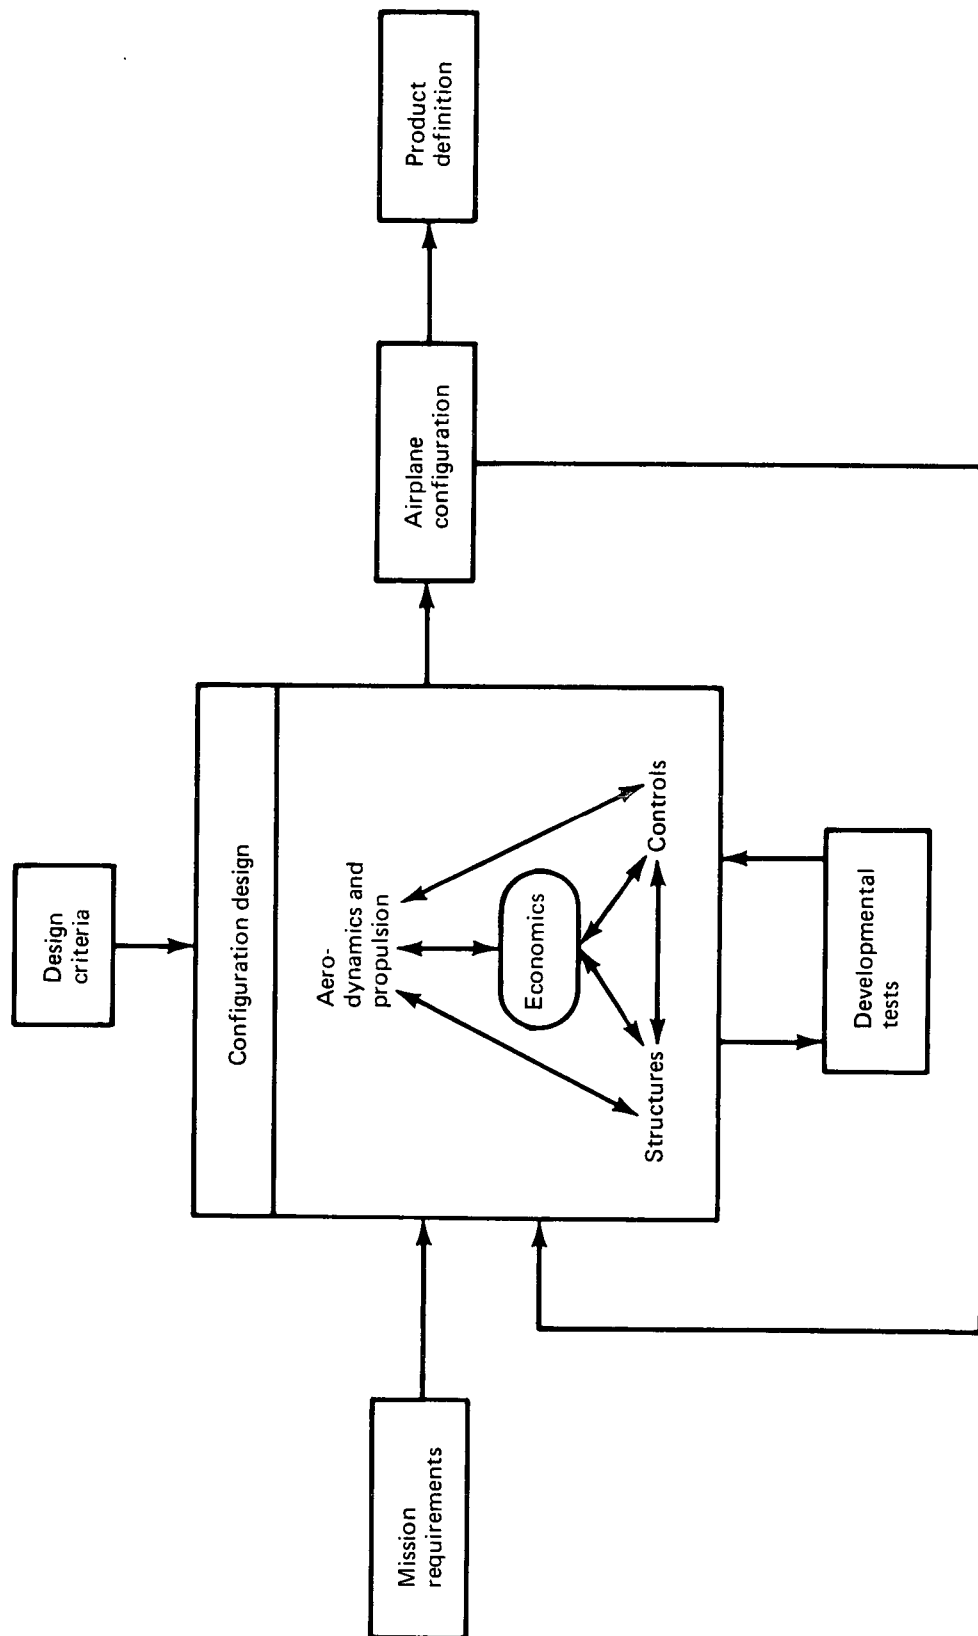 Design
criteria
Configuration design
Mission
requirements
Aero-
dynamics and
propulsion
Economics
Structures
Controls
Airplane
configuration
Product
definition
Developmental
tests